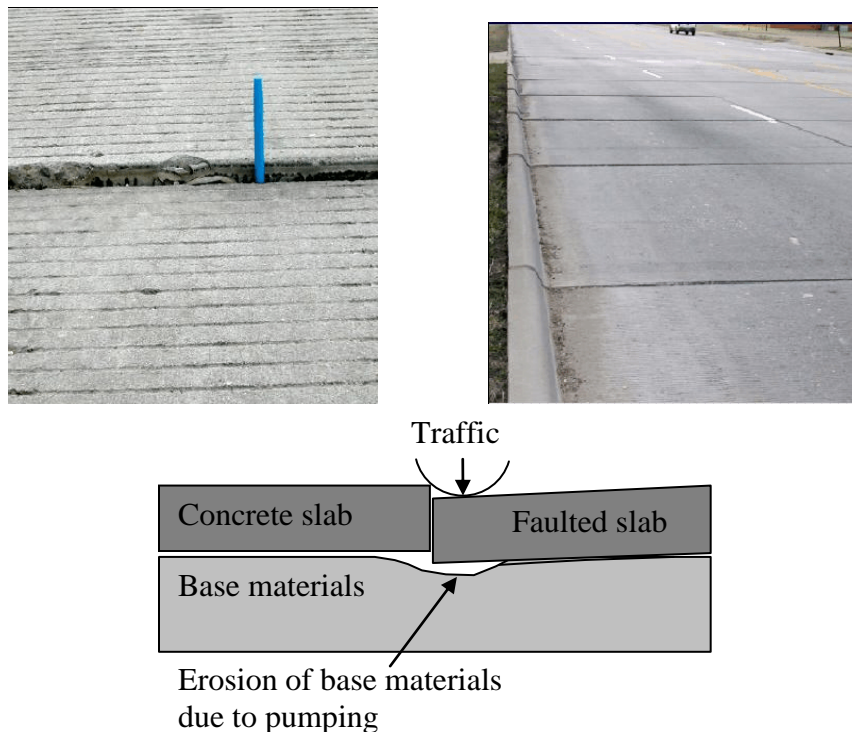 Traffic
Concrete slab
Faulted slab
Base materials
Erosion of base materials
due to pumping